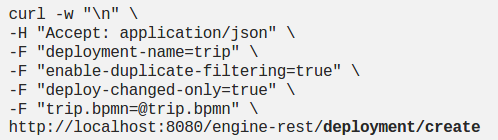 curl -w "\n" \
-H "Accept: application/json" \
-F "deployment-name=trip" \
-F "enable-duplicate-filtering=true" \
-F "deploy-changed-only=true" \
-F "trip.bpmn=@trip.bpmn" \
http://localhost:8080/engine-rest/deployment/create